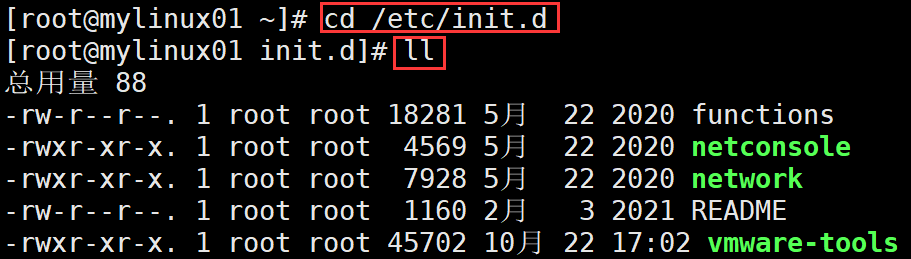 [root@mylinux01 ~]# cd /etc/init.d
[root@mylinux01 init.d]# ll
总用量 88
-rw-r--r--. 1 root root 18281 5月  22 2020 functions
-rwxr-xr-x. 1 root root  4569 5月  22 2020 netconsole
-rwxr-xr-x. 1 root root  7928 5月  22 2020 network
-rw-r--r--. 1 root root  1160 2月   3 2021 README
-rwxr-xr-x. 1 root root 45702 10月 22 17:02 vmware-tools